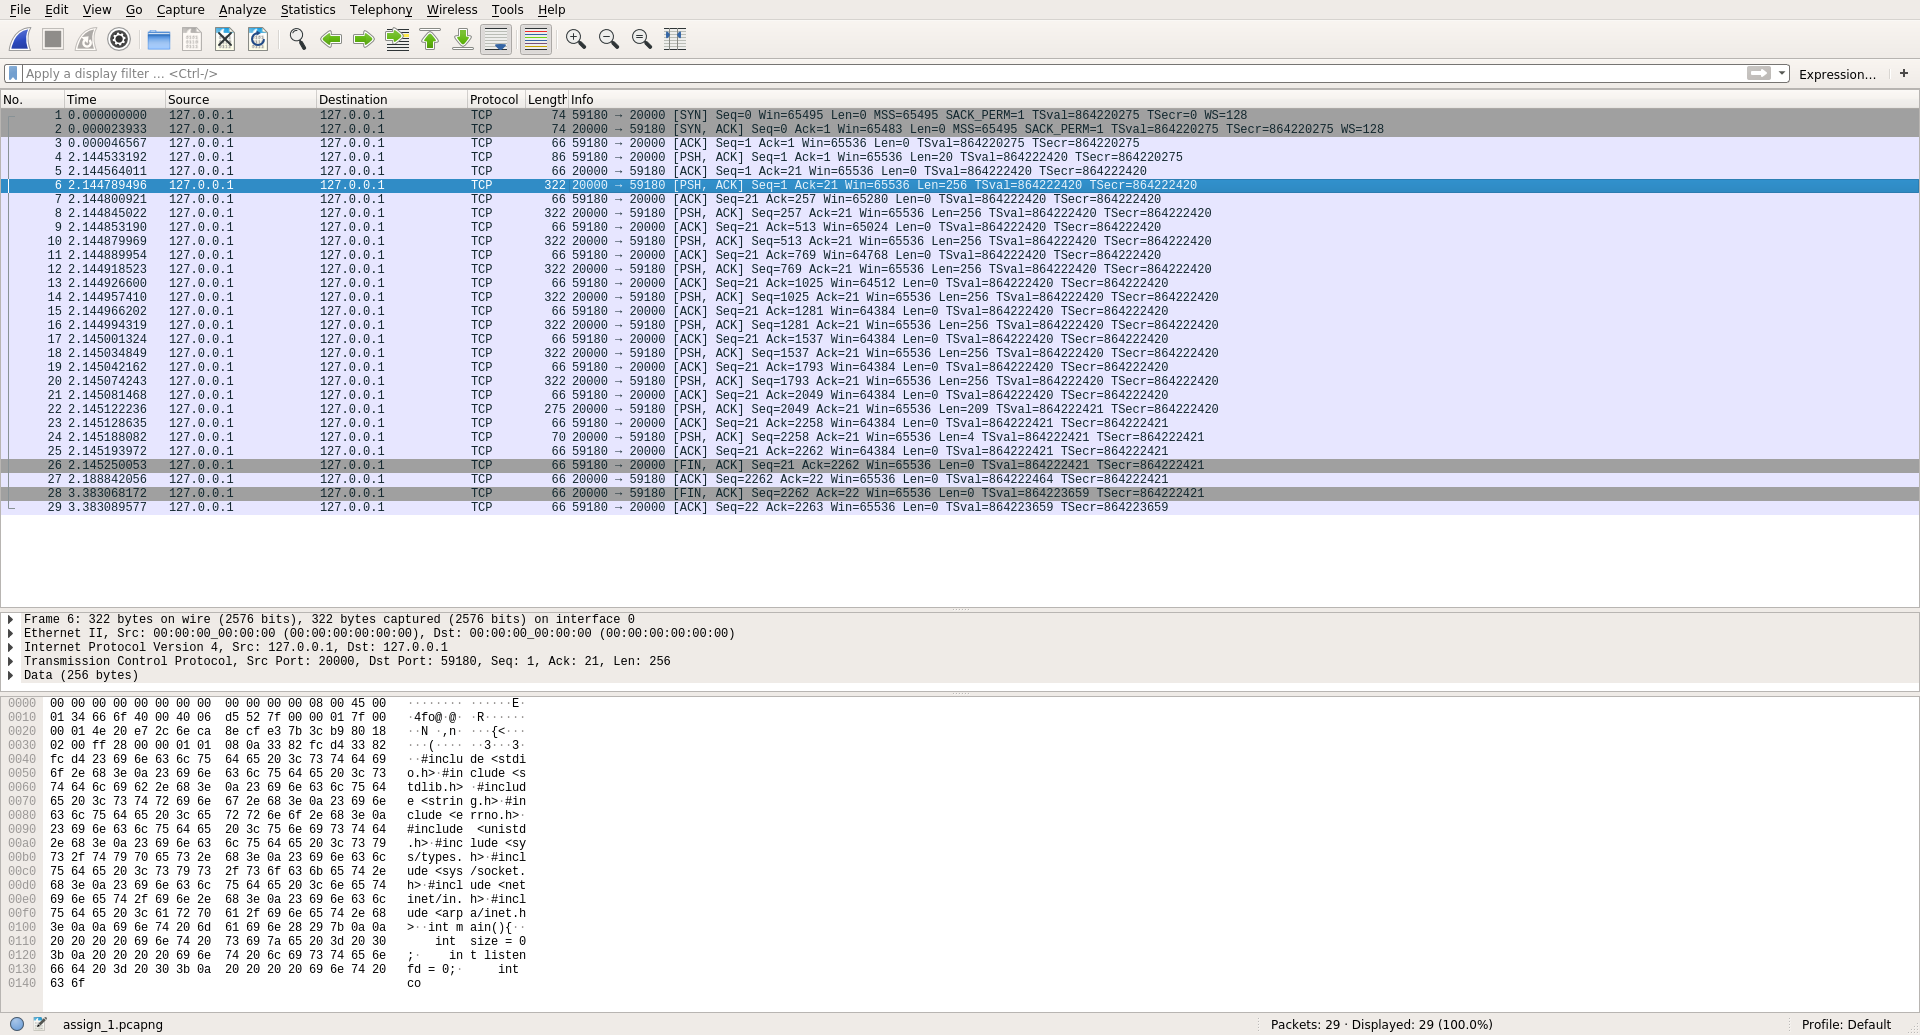 File Edit View Go Capture Analyze Statistics Telephony Wireless Tools Help
Apply a display filter ... <Ctrl-/> Expression... +
No. Time Source Destination Protocol Length Info
1 0.000000000 127.0.0.1 127.0.0.1 TCP 74 59180 → 20000 [SYN] Seq=0 Win=65495 Len=0 MSS=65495 SACK_PERM=1 TSval=864220275 TSecr=0 WS=128
2 0.000023933 127.0.0.1 127.0.0.1 TCP 74 20000 → 59180 [SYN, ACK] Seq=0 Ack=1 Win=65483 Len=0 MSS=65495 SACK_PERM=1 TSval=864220275 TSecr=864220275 WS=128
3 0.000046567 127.0.0.1 127.0.0.1 TCP 66 59180 → 20000 [ACK] Seq=1 Ack=1 Win=65536 Len=0 TSval=864220275 TSecr=864220275
4 2.144533192 127.0.0.1 127.0.0.1 TCP 86 59180 → 20000 [PSH, ACK] Seq=1 Ack=1 Win=65536 Len=20 TSval=864222420 TSecr=864220275
5 2.144564011 127.0.0.1 127.0.0.1 TCP 66 20000 → 59180 [ACK] Seq=1 Ack=21 Win=65536 Len=0 TSval=864222420 TSecr=864222420
6 2.144789496 127.0.0.1 127.0.0.1 TCP 322 20000 → 59180 [PSH, ACK] Seq=1 Ack=21 Win=65536 Len=256 TSval=864222420 TSecr=864222420
7 2.144800921 127.0.0.1 127.0.0.1 TCP 66 59180 → 20000 [ACK] Seq=21 Ack=257 Win=65280 Len=0 TSval=864222420 TSecr=864222420
8 2.144845022 127.0.0.1 127.0.0.1 TCP 322 20000 → 59180 [PSH, ACK] Seq=257 Ack=21 Win=65536 Len=256 TSval=864222420 TSecr=864222420
9 2.144853190 127.0.0.1 127.0.0.1 TCP 66 59180 → 20000 [ACK] Seq=21 Ack=513 Win=65024 Len=0 TSval=864222420 TSecr=864222420
10 2.144879969 127.0.0.1 127.0.0.1 TCP 322 20000 → 59180 [PSH, ACK] Seq=513 Ack=21 Win=65536 Len=256 TSval=864222420 TSecr=864222420
11 2.144889954 127.0.0.1 127.0.0.1 TCP 66 59180 → 20000 [ACK] Seq=21 Ack=769 Win=64768 Len=0 TSval=864222420 TSecr=864222420
12 2.144918523 127.0.0.1 127.0.0.1 TCP 322 20000 → 59180 [PSH, ACK] Seq=769 Ack=21 Win=65536 Len=256 TSval=864222420 TSecr=864222420
13 2.144926600 127.0.0.1 127.0.0.1 TCP 66 59180 → 20000 [ACK] Seq=21 Ack=1025 Win=64512 Len=0 TSval=864222420 TSecr=864222420
14 2.144957410 127.0.0.1 127.0.0.1 TCP 322 20000 → 59180 [PSH, ACK] Seq=1025 Ack=21 Win=65536 Len=256 TSval=864222420 TSecr=864222420
15 2.144966202 127.0.0.1 127.0.0.1 TCP 66 59180 → 20000 [ACK] Seq=21 Ack=1281 Win=64384 Len=0 TSval=864222420 TSecr=864222420
16 2.144994319 127.0.0.1 127.0.0.1 TCP 322 20000 → 59180 [PSH, ACK] Seq=1281 Ack=21 Win=65536 Len=256 TSval=864222420 TSecr=864222420
17 2.145001324 127.0.0.1 127.0.0.1 TCP 66 59180 → 20000 [ACK] Seq=21 Ack=1537 Win=64384 Len=0 TSval=864222420 TSecr=864222420
18 2.145034849 127.0.0.1 127.0.0.1 TCP 322 20000 → 59180 [PSH, ACK] Seq=1537 Ack=21 Win=65536 Len=256 TSval=864222420 TSecr=864222420
19 2.145042162 127.0.0.1 127.0.0.1 TCP 66 59180 → 20000 [ACK] Seq=21 Ack=1793 Win=64384 Len=0 TSval=864222420 TSecr=864222420
20 2.145074243 127.0.0.1 127.0.0.1 TCP 322 20000 → 59180 [PSH, ACK] Seq=1793 Ack=21 Win=65536 Len=256 TSval=864222420 TSecr=864222420
21 2.145081468 127.0.0.1 127.0.0.1 TCP 66 59180 → 20000 [ACK] Seq=21 Ack=2049 Win=64384 Len=0 TSval=864222420 TSecr=864222420
22 2.145122236 127.0.0.1 127.0.0.1 TCP 275 20000 → 59180 [PSH, ACK] Seq=2049 Ack=21 Win=65536 Len=209 TSval=864222421 TSecr=864222420
23 2.145128635 127.0.0.1 127.0.0.1 TCP 66 59180 → 20000 [ACK] Seq=21 Ack=2258 Win=64384 Len=0 TSval=864222421 TSecr=864222421
24 2.145188082 127.0.0.1 127.0.0.1 TCP 70 20000 → 59180 [PSH, ACK] Seq=2258 Ack=21 Win=65536 Len=4 TSval=864222421 TSecr=864222421
25 2.145193972 127.0.0.1 127.0.0.1 TCP 66 59180 → 20000 [ACK] Seq=21 Ack=2262 Win=64384 Len=0 TSval=864222421 TSecr=864222421
26 2.145250053 127.0.0.1 127.0.0.1 TCP 66 59180 → 20000 [FIN, ACK] Seq=21 Ack=2262 Win=65536 Len=0 TSval=864222421 TSecr=864222421
27 2.188842056 127.0.0.1 127.0.0.1 TCP 66 20000 → 59180 [ACK] Seq=2262 Ack=22 Win=65536 Len=0 TSval=864222464 TSecr=864222421
28 3.383068172 127.0.0.1 127.0.0.1 TCP 66 20000 → 59180 [FIN, ACK] Seq=2262 Ack=22 Win=65536 Len=0 TSval=864223659 TSecr=864222421
29 3.383089577 127.0.0.1 127.0.0.1 TCP 66 59180 → 20000 [ACK] Seq=22 Ack=2263 Win=65536 Len=0 TSval=864223659 TSecr=864223659
Frame 6: 322 bytes on wire (2576 bits), 322 bytes captured (2576 bits) on interface 0
Ethernet II, Src: 00:00:00_00:00:00 (00:00:00:00:00:00), Dst: 00:00:00_00:00:00 (00:00:00:00:00:00)
Internet Protocol Version 4, Src: 127.0.0.1, Dst: 127.0.0.1
Transmission Control Protocol, Src Port: 20000, Dst Port: 59180, Seq: 1, Ack: 21, Len: 256
Data (256 bytes)
0000 00 00 00 00 00 00 00 00 00 00 00 00 08 00 45 00 ········ ······E·
0010 01 34 66 6f 40 00 40 06 d5 52 7f 00 00 01 7f 00 ·4fo@·@· ·R······
0020 00 01 4e 20 e7 2c 6e ca 8e cf e3 7b 3c b9 80 18 ··N ·,n· ···{<···
0030 02 00 ff 28 00 00 01 01 08 0a 33 82 fc d4 33 82 ···(···· ··3···3·
0040 fc d4 23 69 6e 63 6c 75 64 65 20 3c 73 74 64 69 ··#inclu de <stdi
0050 6f 2e 68 3e 0a 23 69 6e 63 6c 75 64 65 20 3c 73 o.h>·#in clude <s
0060 74 64 6c 69 62 2e 68 3e 0a 23 69 6e 63 6c 75 64 tdlib.h> ·#includ
0070 65 20 3c 73 74 72 69 6e 67 2e 68 3e 0a 23 69 6e e <strin g.h>·#in
0080 63 6c 75 64 65 20 3c 65 72 72 6e 6f 2e 68 3e 0a clude <e rrno.h>·
0090 23 69 6e 63 6c 75 64 65 20 3c 75 6e 69 73 74 64 #include <unistd
00a0 2e 68 3e 0a 23 69 6e 63 6c 75 64 65 20 3c 73 79 .h>·#inc lude <sy
00b0 73 2f 74 79 70 65 73 2e 68 3e 0a 23 69 6e 63 6c s/types. h>·#incl
00c0 75 64 65 20 3c 73 79 73 2f 73 6f 63 6b 65 74 2e ude <sys /socket.
00d0 68 3e 0a 23 69 6e 63 6c 75 64 65 20 3c 6e 65 74 h>·#incl ude <net
00e0 69 6e 65 74 2f 69 6e 2e 68 3e 0a 23 69 6e 63 6c inet/in. h>·#incl
00f0 75 64 65 20 3c 61 72 70 61 2f 69 6e 65 74 2e 68 ude <arp a/inet.h
0100 3e 0a 0a 69 6e 74 20 6d 61 69 6e 28 29 7b 0a 0a >··int m ain(){··
0110 20 20 20 20 69 6e 74 20 73 69 7a 65 20 3d 20 30 int size = 0
0120 3b 0a 20 20 20 20 69 6e 74 20 6c 69 73 74 65 6e ;· in t listen
0130 66 64 20 3d 20 30 3b 0a 20 20 20 20 69 6e 74 20 fd = 0;· int
0140 63 6f co
assign_1.pcapng Packets: 29 · Displayed: 29 (100.0%) Profile: Default